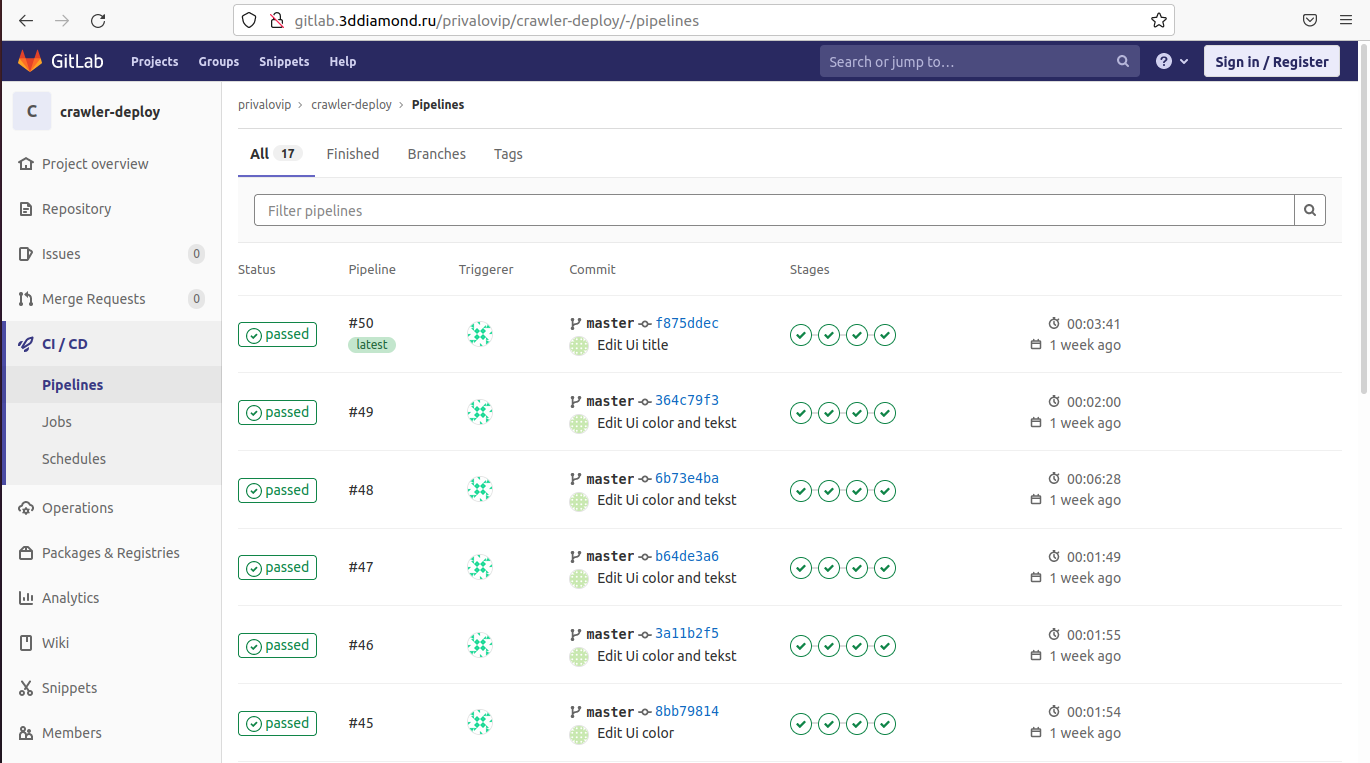 gitlab.3ddiamond.ru/privalovip/crawler-deploy/-/pipelines
GitLab Projects Groups Snippets Help Search or jump to… Sign in / Register
C crawler-deploy
Project overview
Repository
Issues 0
Merge Requests 0
CI / CD
Pipelines
Jobs
Schedules
Operations
Packages & Registries
Analytics
Wiki
Snippets
Members
privalovip › crawler-deploy › Pipelines
All 17 Finished Branches Tags
Filter pipelines
Status Pipeline Triggerer Commit Stages
passed #50 latest master f875ddec 00:03:41
Edit Ui title 1 week ago
passed #49 master 364c79f3 00:02:00
Edit Ui color and tekst 1 week ago
passed #48 master 6b73e4ba 00:06:28
Edit Ui color and tekst 1 week ago
passed #47 master b64de3a6 00:01:49
Edit Ui color and tekst 1 week ago
passed #46 master 3a11b2f5 00:01:55
Edit Ui color and tekst 1 week ago
passed #45 master 8bb79814 00:01:54
Edit Ui color 1 week ago